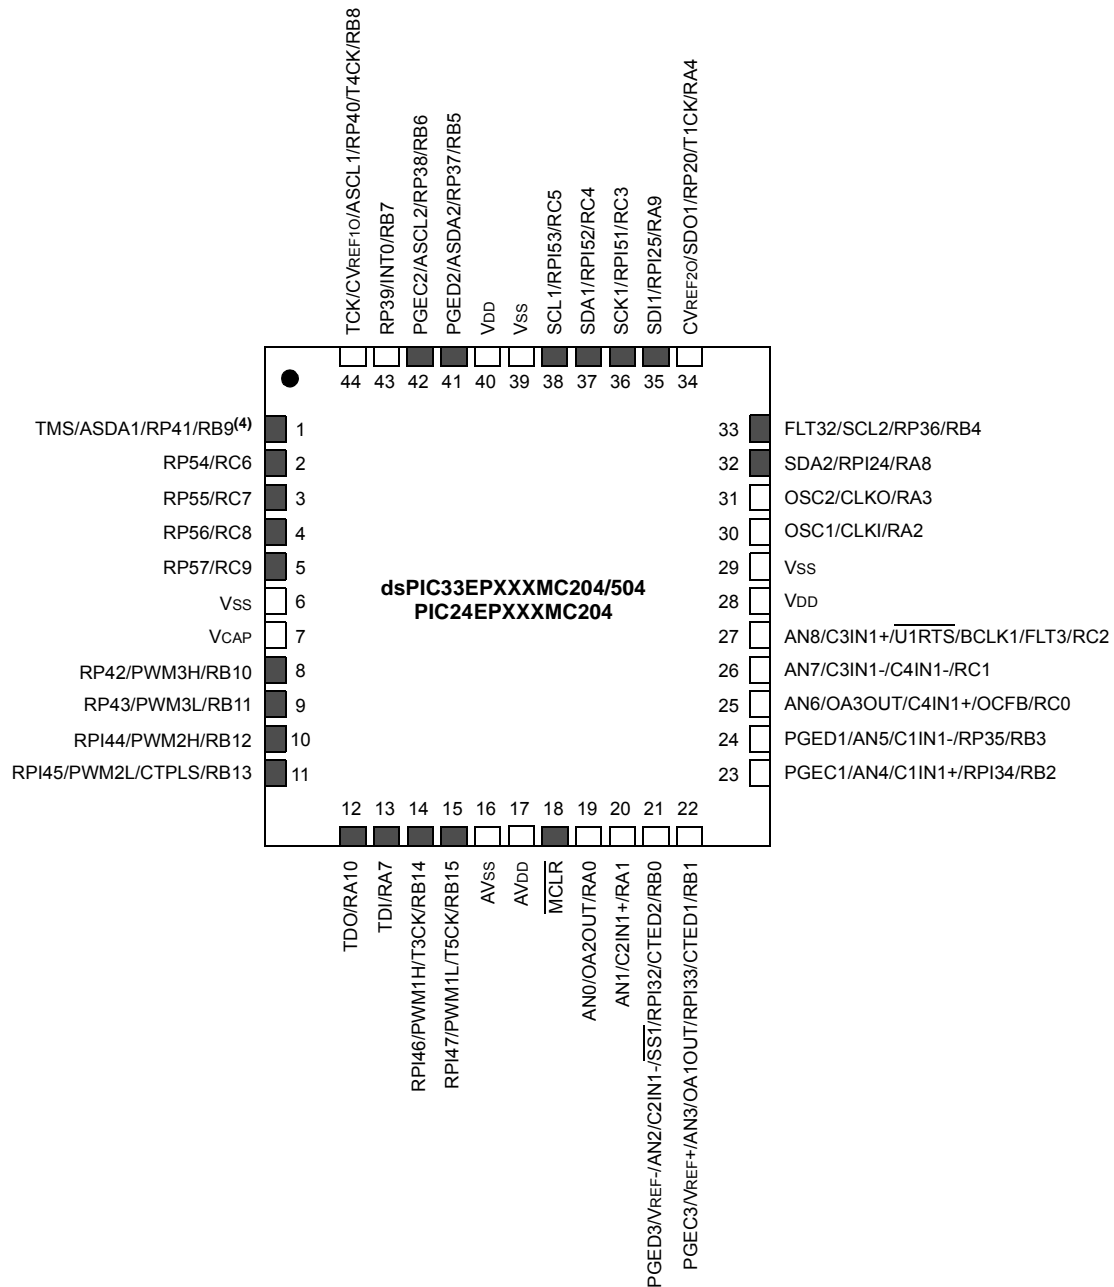 TCK/CVREF1O/ASCL1/RP40/T4CK/RB8
RP39/INT0/RB7
PGEC2/ASCL2/RP38/RB6
PGED2/ASDA2/RP37/RB5
VDD
VSS
SCL1/RPI53/RC5
SDA1/RPI52/RC4
SCK1/RPI51/RC3
SDI1/RPI25/RA9
CVREF2O/SDO1/RP20/T1CK/RA4
44 43 42 41 40 39 38 37 36 35 34
TMS/ASDA1/RP41/RB9(4) 1
RP54/RC6 2
RP55/RC7 3
RP56/RC8 4
RP57/RC9 5
VSS 6
VCAP 7
RP42/PWM3H/RB10 8
RP43/PWM3L/RB11 9
RPI44/PWM2H/RB12 10
RPI45/PWM2L/CTPLS/RB13 11
dsPIC33EPXXXMC204/504
PIC24EPXXXMC204
33 FLT32/SCL2/RP36/RB4
32 SDA2/RPI24/RA8
31 OSC2/CLKO/RA3
30 OSC1/CLKI/RA2
29 VSS
28 VDD
27 AN8/C3IN1+/U1RTS/BCLK1/FLT3/RC2
26 AN7/C3IN1-/C4IN1-/RC1
25 AN6/OA3OUT/C4IN1+/OCFB/RC0
24 PGED1/AN5/C1IN1-/RP35/RB3
23 PGEC1/AN4/C1IN1+/RPI34/RB2
12 13 14 15 16 17 18 19 20 21 22
TDO/RA10
TDI/RA7
RPI46/PWM1H/T3CK/RB14
RPI47/PWM1L/T5CK/RB15
AVSS
AVDD
MCLR
AN0/OA2OUT/RA0
AN1/C2IN1+/RA1
PGED3/VREF-/AN2/C2IN1-/SS1/RPI32/CTED2/RB0
PGEC3/VREF+/AN3/OA1OUT/RPI33/CTED1/RB1